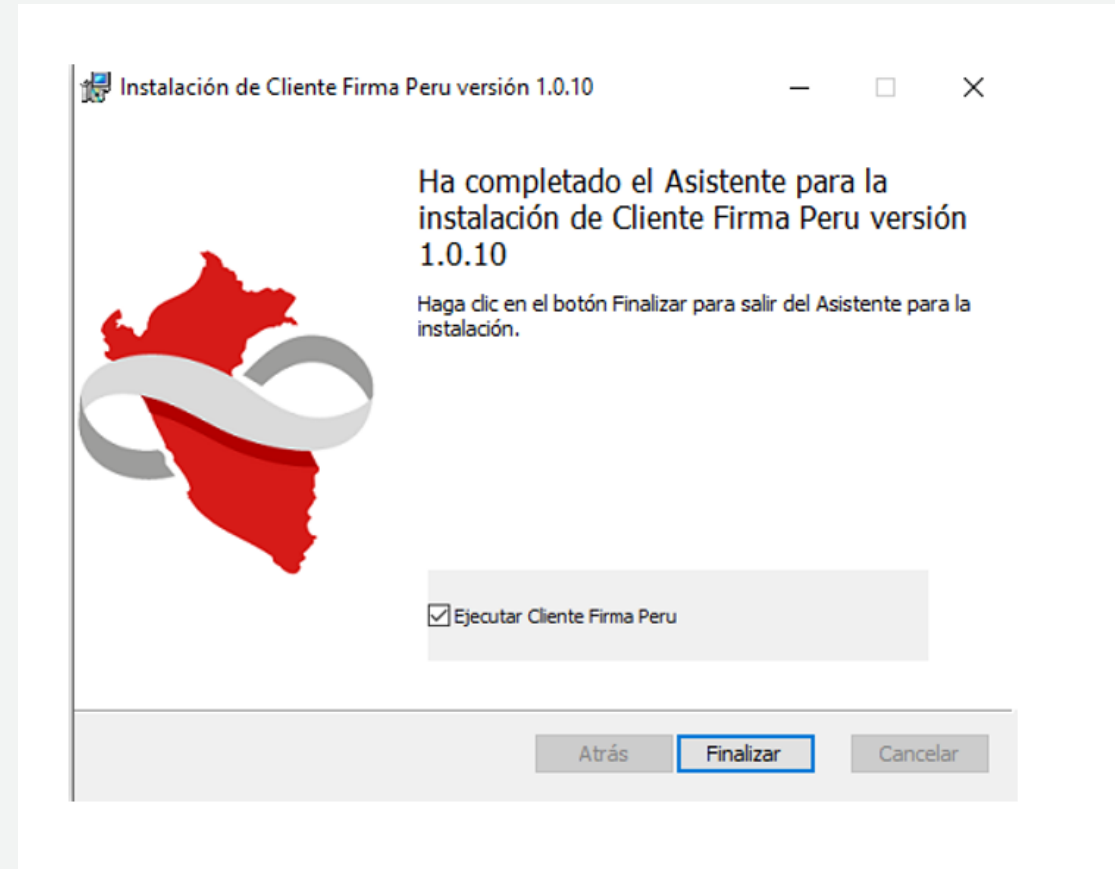 Instalación de Cliente Firma Peru versión 1.0.10
Ha completado el Asistente para la
instalación de Cliente Firma Peru versión
1.0.10
Haga clic en el botón Finalizar para salir del Asistente para la
instalación.
Ejecutar Cliente Firma Peru
Atrás
Finalizar
Cancelar